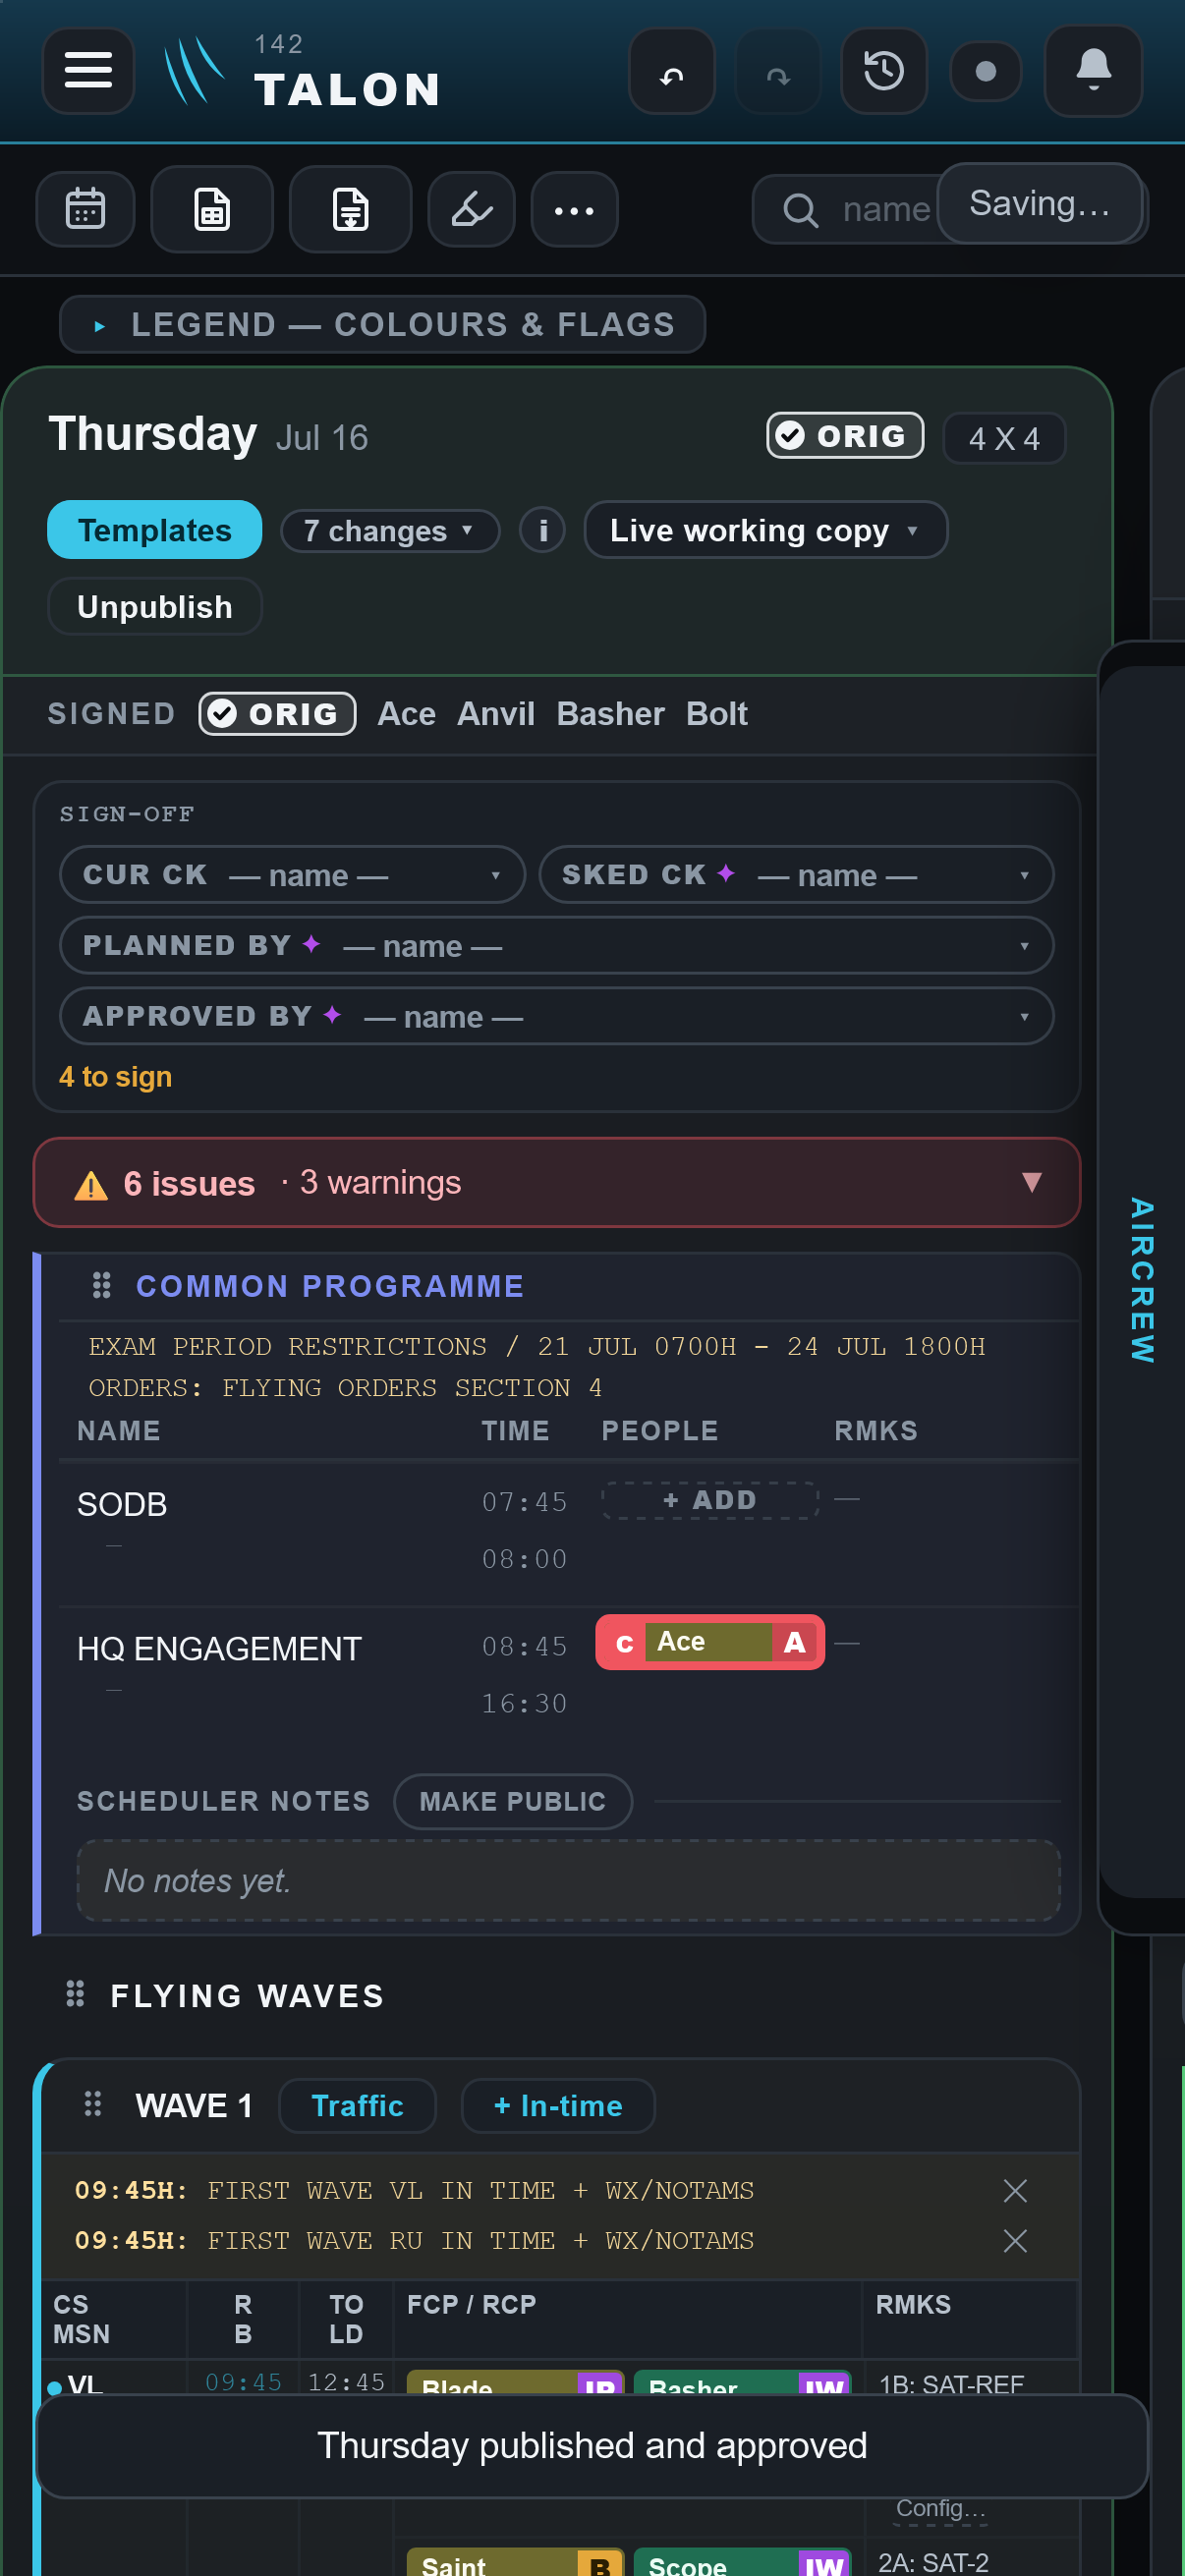 142
TALON
name
Saving…
LEGEND — COLOURS & FLAGS
Thursday Jul 16
ORIG
4 X 4
Templates
7 changes
i
Live working copy
Unpublish
SIGNED ORIG Ace Anvil Basher Bolt
SIGN-OFF
CUR CK — name —
SKED CK — name —
PLANNED BY — name —
APPROVED BY — name —
4 to sign
6 issues · 3 warnings
AIRCREW
COMMON PROGRAMME
EXAM PERIOD RESTRICTIONS / 21 JUL 0700H - 24 JUL 1800H
ORDERS: FLYING ORDERS SECTION 4
NAME TIME PEOPLE RMKS
SODB 07:45 + ADD —
— 08:00
HQ ENGAGEMENT 08:45 C Ace A —
— 16:30
SCHEDULER NOTES MAKE PUBLIC
No notes yet.
FLYING WAVES
WAVE 1 Traffic + In-time
09:45H: FIRST WAVE VL IN TIME + WX/NOTAMS
09:45H: FIRST WAVE RU IN TIME + WX/NOTAMS
CS R TO FCP / RCP RMKS
MSN B LD
VL 09:45 12:45 Blade IP Basher IW 1B: SAT-REF
Thursday published and approved
Config…
Saint B Scope IW 2A: SAT-2